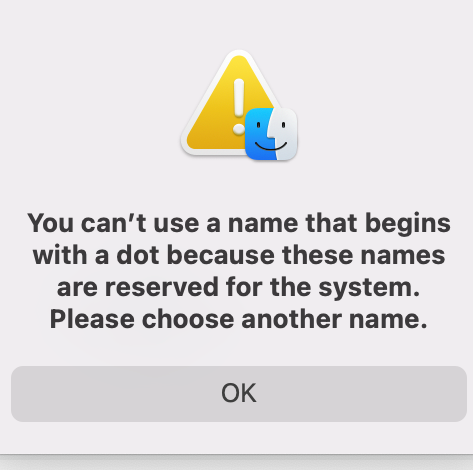 You can’t use a name that begins
with a dot because these names
are reserved for the system.
Please choose another name.
OK